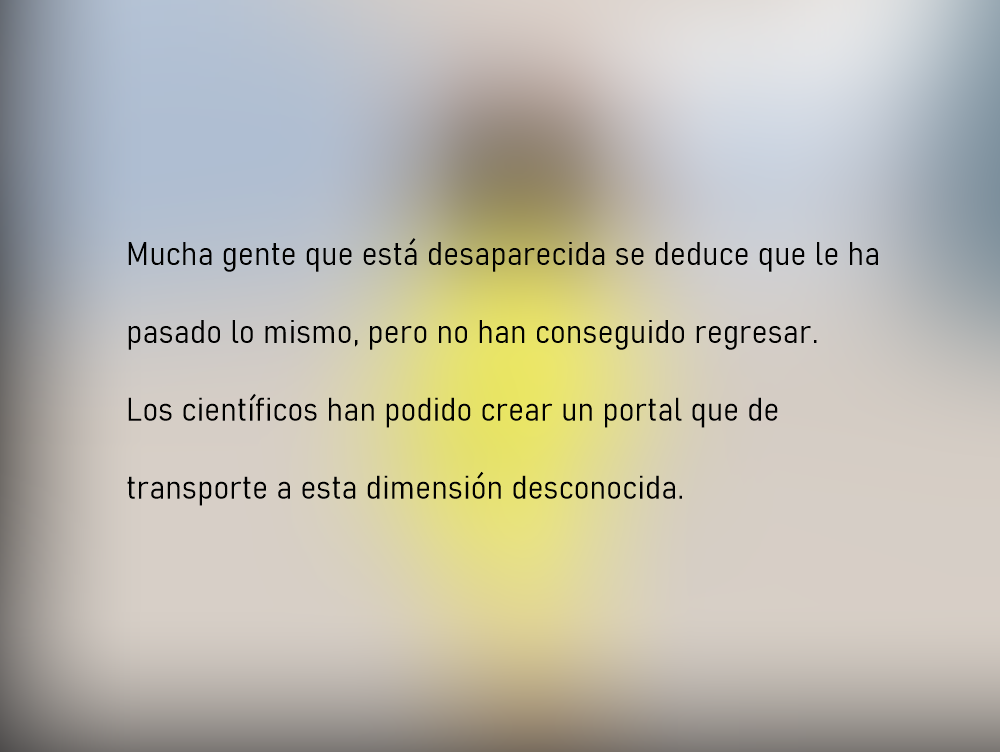 Mucha gente que está desaparecida se deduce que le ha
pasado lo mismo, pero no han conseguido regresar.
Los científicos han podido crear un portal que de
transporte a esta dimensión desconocida.